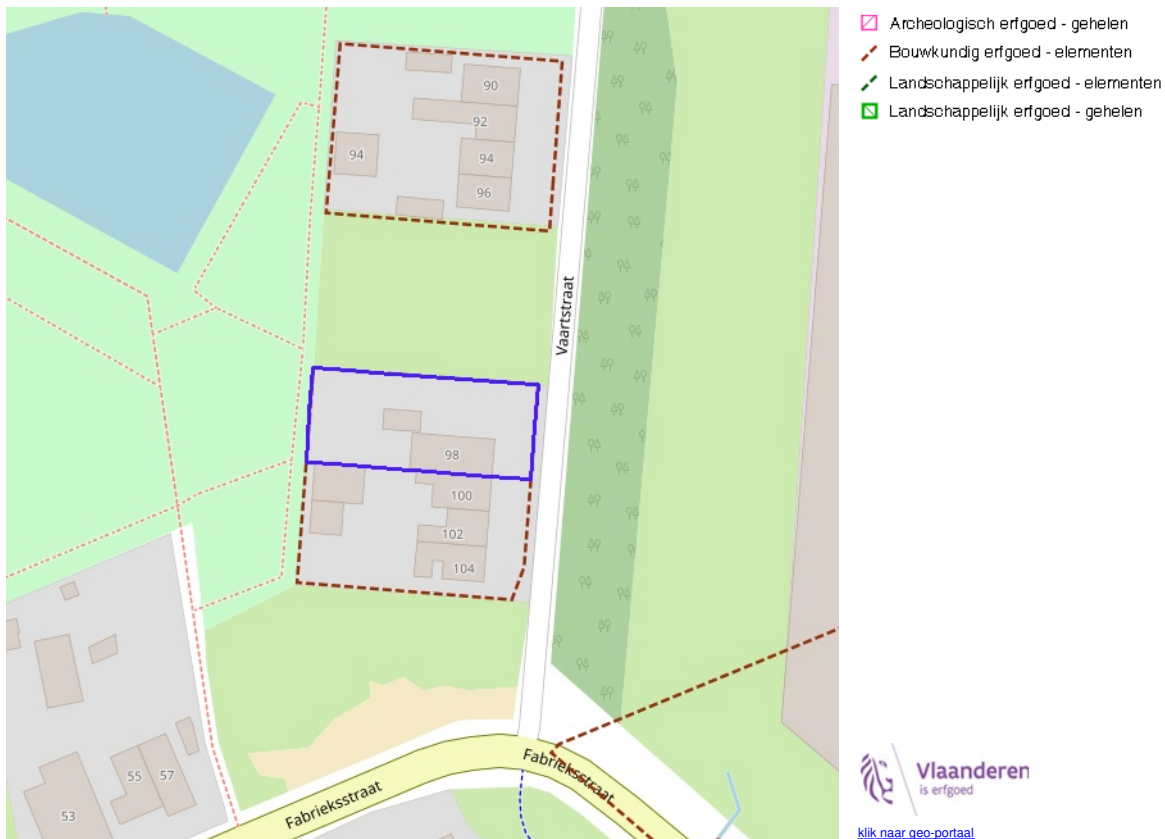 Archeologisch erfgoed - gehelen
Bouwkundig erfgoed - elementen
Landschappelijk erfgoed - elementen
Landschappelijk erfgoed - gehelen
90
92
94
94
96
Vaartstraat
98
100
102
104
Fabrieksstraat
Fabrieksstraat
55
57
53
Vlaanderen
is erfgoed
klik naar geo-portaal